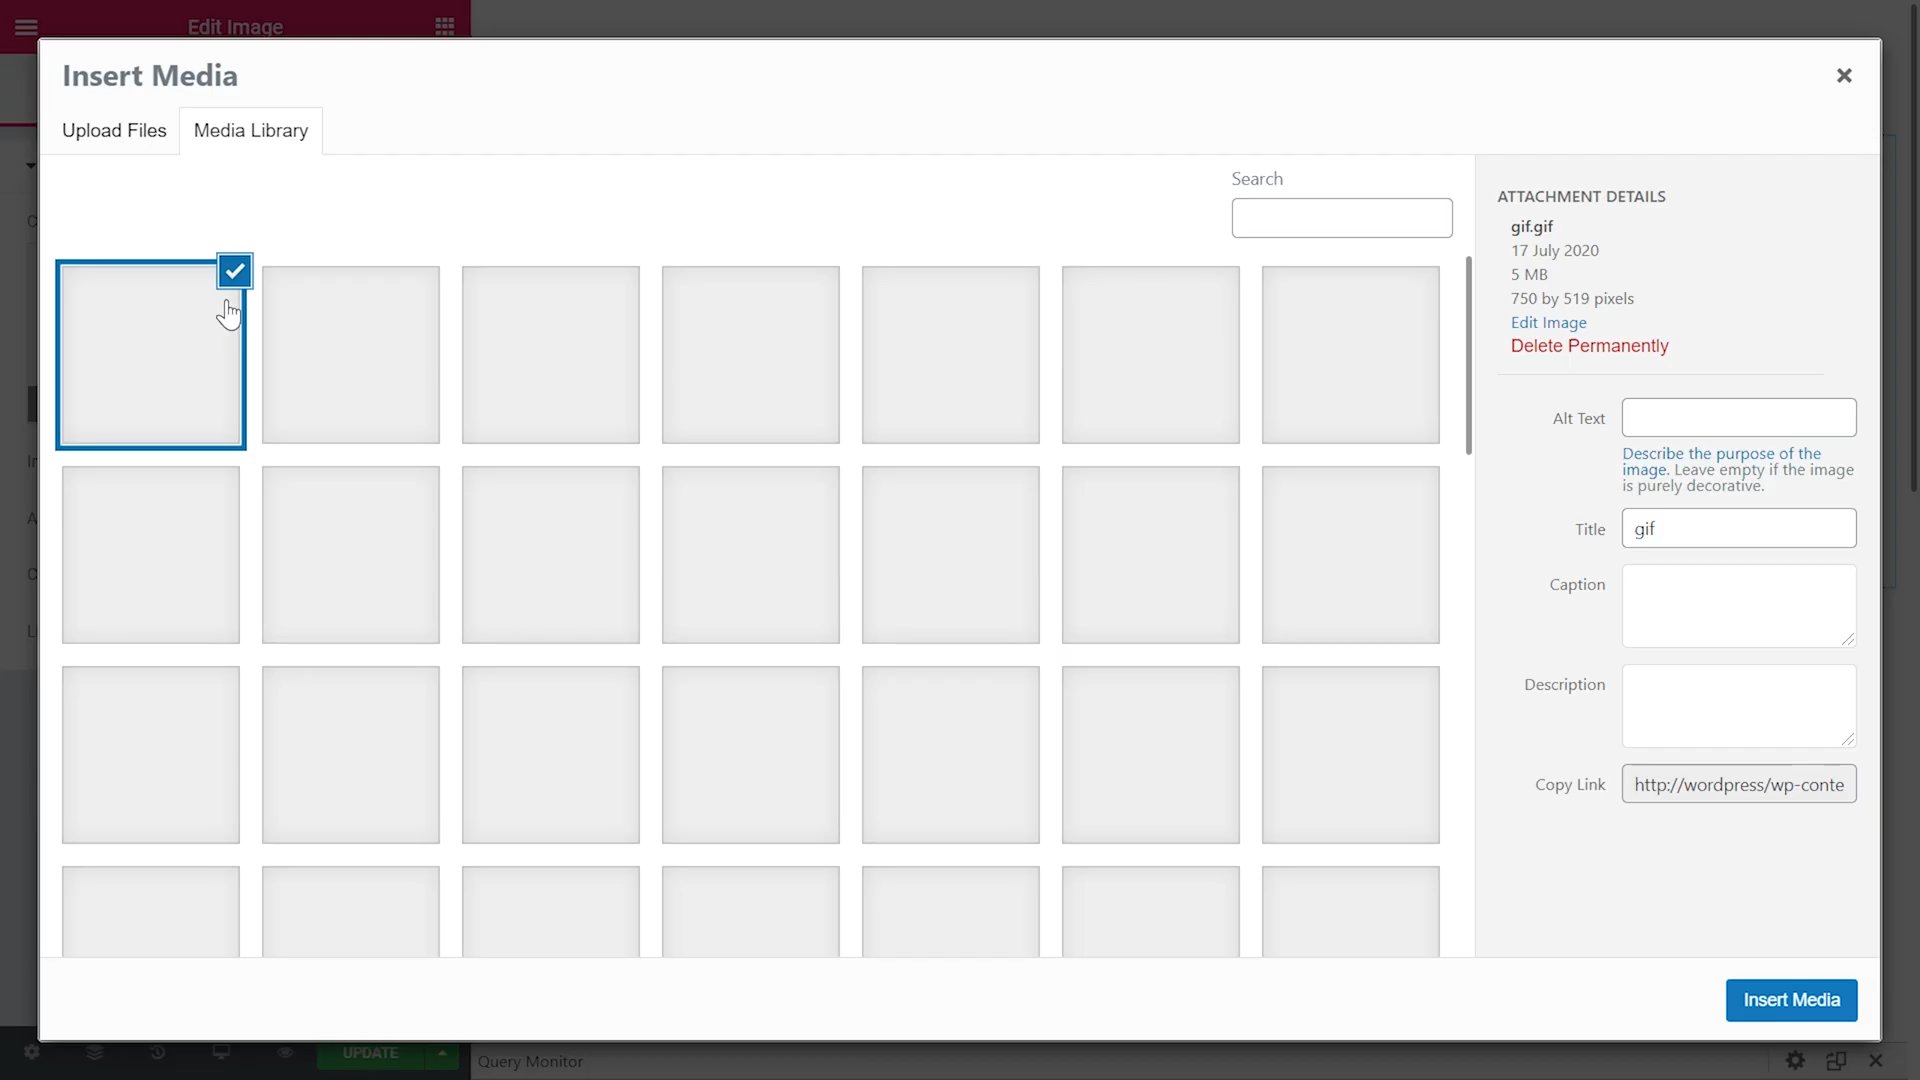 Edit Image
Insert Media
Upload Files
Media Library
Search
ATTACHMENT DETAILS
gif.gif
17 July 2020
5 MB
750 by 519 pixels
Edit Image
Delete Permanently
Alt Text
Describe the purpose of the
image. Leave empty if the image
is purely decorative.
Title
gif
Caption
Description
Copy Link
http://wordpress/wp-conte
Insert Media
UPDATE
Query Monitor